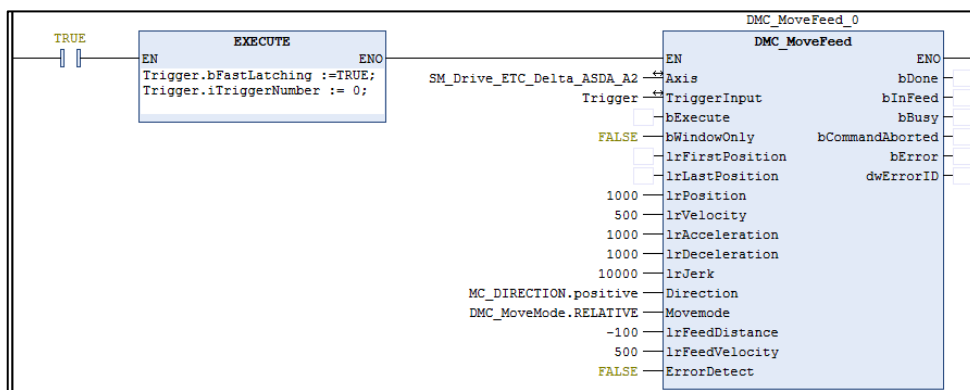 DMC_MoveFeed_0
TRUE
EXECUTE
DMC_MoveFeed
EN ENO
EN ENO
Trigger.bFastLatching :=TRUE;
Trigger.iTriggerNumber := 0;
SM_Drive_ETC_Delta_ASDA_A2 Axis bDone
Trigger TriggerInput bInFeed
bExecute bBusy
FALSE bWindowOnly bCommandAborted
lrFirstPosition bError
lrLastPosition dwErrorID
1000 lrPosition
500 lrVelocity
1000 lrAcceleration
1000 lrDeceleration
10000 lrJerk
MC_DIRECTION.positive Direction
DMC_MoveMode.RELATIVE Movemode
-100 lrFeedDistance
500 lrFeedVelocity
FALSE ErrorDetect